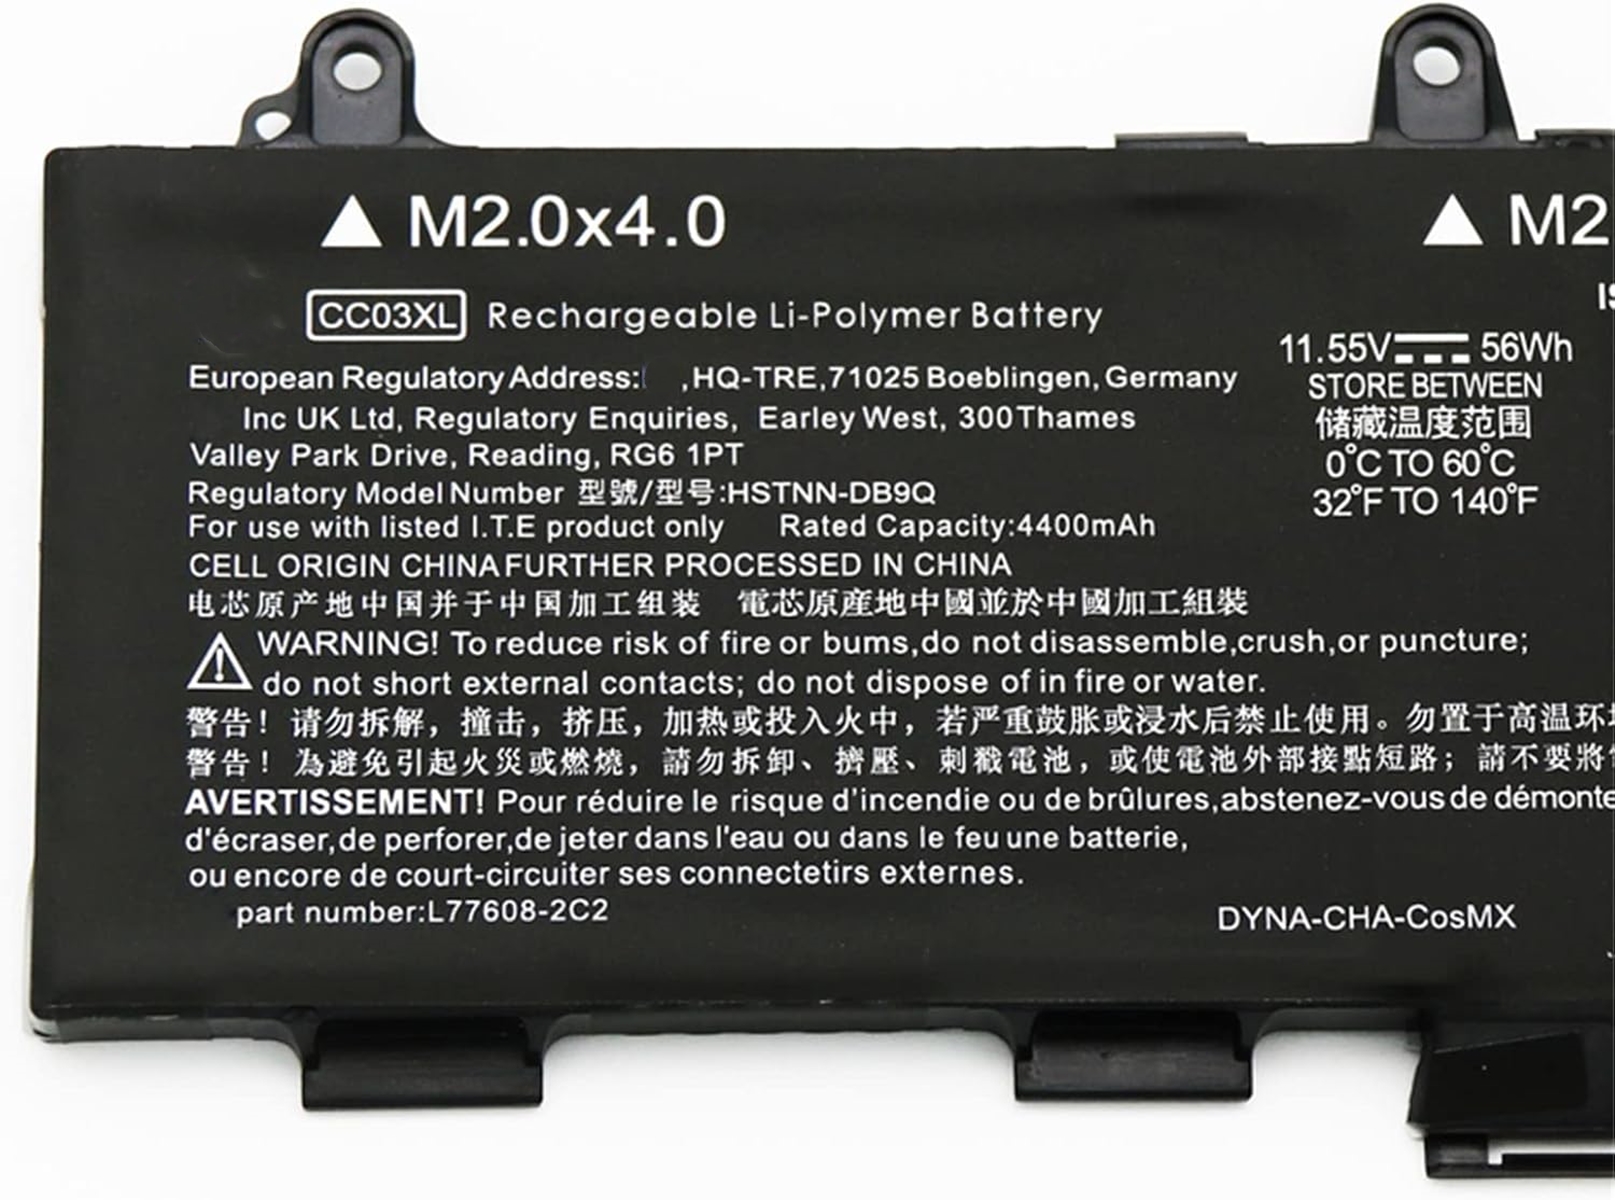 M2.0x4.0
M2
CC03XL Rechargeable Li-Polymer Battery
11.55V 56Wh
STORE BETWEEN
储藏温度范围
0°C TO 60°C
32°F TO 140°F
European Regulatory Address: ,HQ-TRE,71025 Boeblingen, Germany
Inc UK Ltd, Regulatory Enquiries, Earley West, 300 Thames
Valley Park Drive, Reading, RG6 1PT
Regulatory Model Number 型號/型号:HSTNN-DB9Q
For use with listed I.T.E product only Rated Capacity:4400mAh
CELL ORIGIN CHINA FURTHER PROCESSED IN CHINA
电芯原产地中国并于中国加工组装 電芯原産地中國並於中國加工組裝
WARNING! To reduce risk of fire or bums,do not disassemble,crush,or puncture;
do not short external contacts; do not dispose of in fire or water.
警告！请勿拆解，撞击，挤压，加热或投入火中，若严重鼓胀或浸水后禁止使用。勿置于高温环
警告！為避免引起火災或燃燒，請勿拆卸、擠壓、刺戳電池，或使電池外部接點短路；請不要將
AVERTISSEMENT! Pour réduire le risque d'incendie ou de brûlures,abstenez-vous de démonte
d'écraser,de perforer,de jeter dans l'eau ou dans le feu une batterie,
ou encore de court-circuiter ses connectetirs externes.
part number:L77608-2C2
DYNA-CHA-CosMX